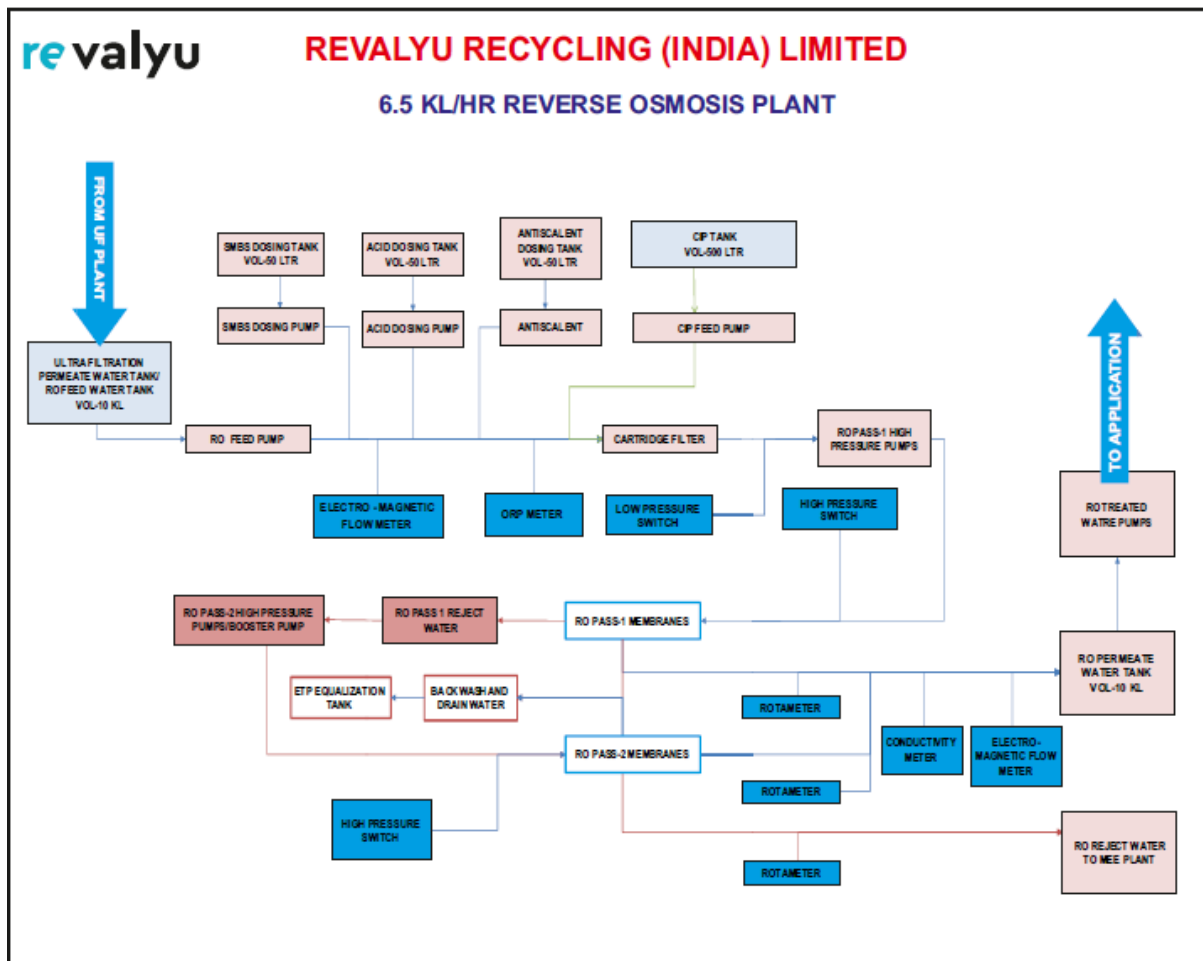 re valyu
REVALYU RECYCLING (INDIA) LIMITED
6.5 KL/HR REVERSE OSMOSIS PLANT
FROM UF PLANT
SMBS DOSING TANK
VOL-50 LTR
ACID DOSING TANK
VOL-50 LTR
ANTISCALENT
DOSING TANK
VOL-50 LTR
CIP TANK
VOL-500 LTR
SMBS DOSING PUMP
ACID DOSING PUMP
ANTISCALENT
CIP FEED PUMP
ULTRAFILTRATION
PERMEATE WATER TANK/
RO FEED WATER TANK
VOL-10 KL
TO APPLICATION
RO FEED PUMP
CARTRIDGE FILTER
RO PASS-1 HIGH
PRESSURE PUMPS
ELECTRO - MAGNETIC
FLOW METER
ORP METER
LOW PRESSURE
SWITCH
HIGH PRESSURE
SWITCH
RO TREATED
WATRE PUMPS
RO PASS-2 HIGH PRESSURE
PUMPS/BOOSTER PUMP
RO PASS 1 REJECT
WATER
RO PASS-1 MEMBRANES
RO PERMEATE
WATER TANK
VOL-10 KL
ETP EQUALIZATION
TANK
BACKWASH AND
DRAIN WATER
ROTAMETER
RO PASS-2 MEMBRANES
CONDUCTIVITY
METER
ELECTRO-
MAGNETIC FLOW
METER
ROTAMETER
HIGH PRESSURE
SWITCH
RO REJECT WATER
TO MEE PLANT
ROTAMETER